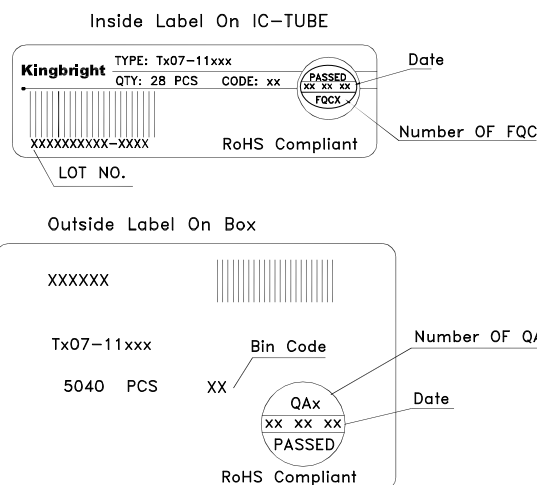 Inside Label On IC-TUBE
Kingbright
TYPE: Tx07-11xxx
QTY: 28 PCS CODE: xx
PASSED
XX XX XX
FQCX
Date
Number OF FQC
XXXXXXXXXX-XXXX
RoHS Compliant
LOT NO.
Outside Label On Box
XXXXXX
Tx07-11xxx
Bin Code
Number OF QA
5040 PCS XX
QAx
XX XX XX
PASSED
Date
RoHS Compliant